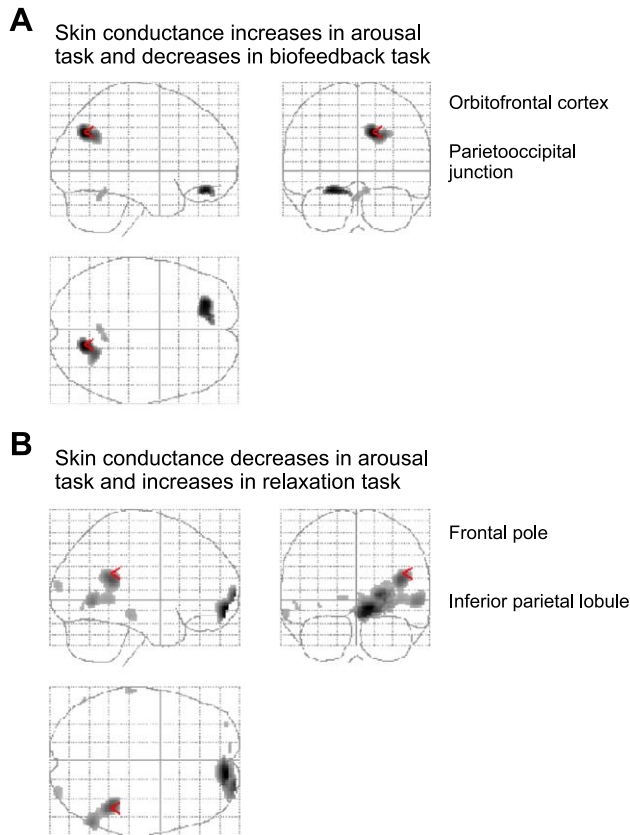 A
Skin conductance increases in arousal
task and decreases in biofeedback task
Orbitofrontal cortex
Parietooccipital
junction
B
Skin conductance decreases in arousal
task and increases in relaxation task
Frontal pole
Inferior parietal lobule